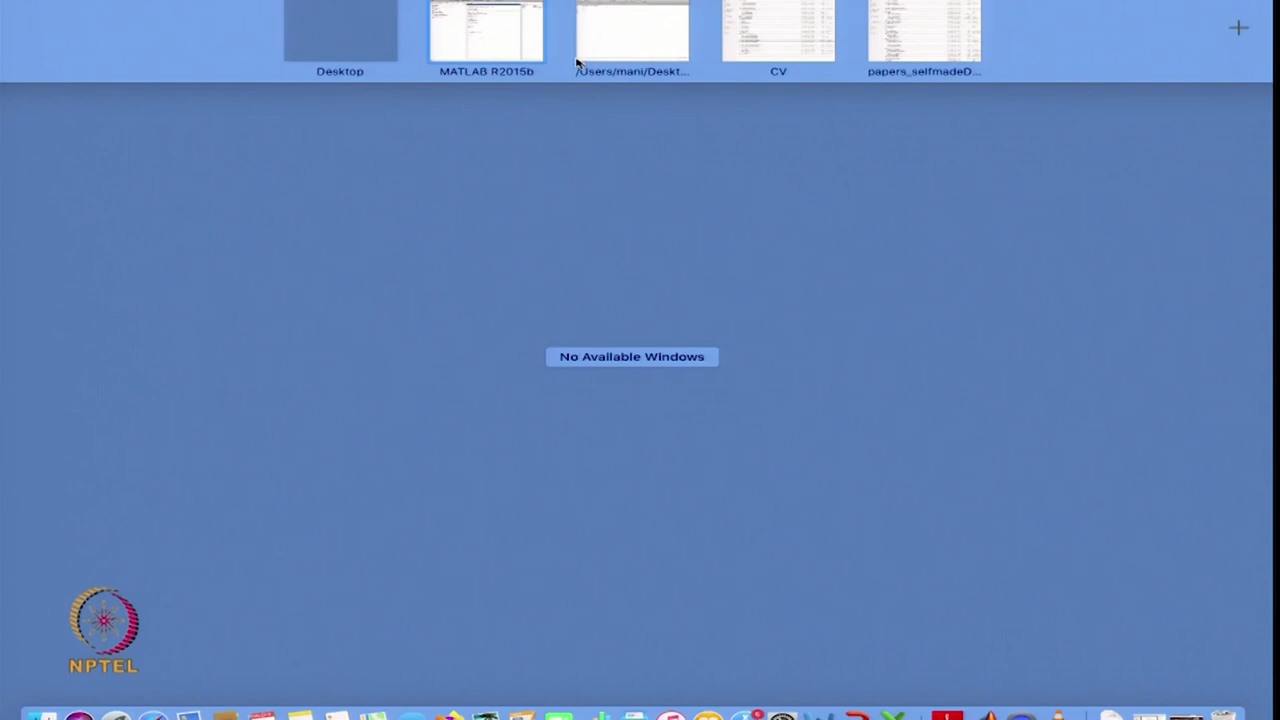 Desktop
MATLAB R2015b
/Users/mani/Deskt...
CV
papers_selfmadeD...
No Available Windows
NPTEL